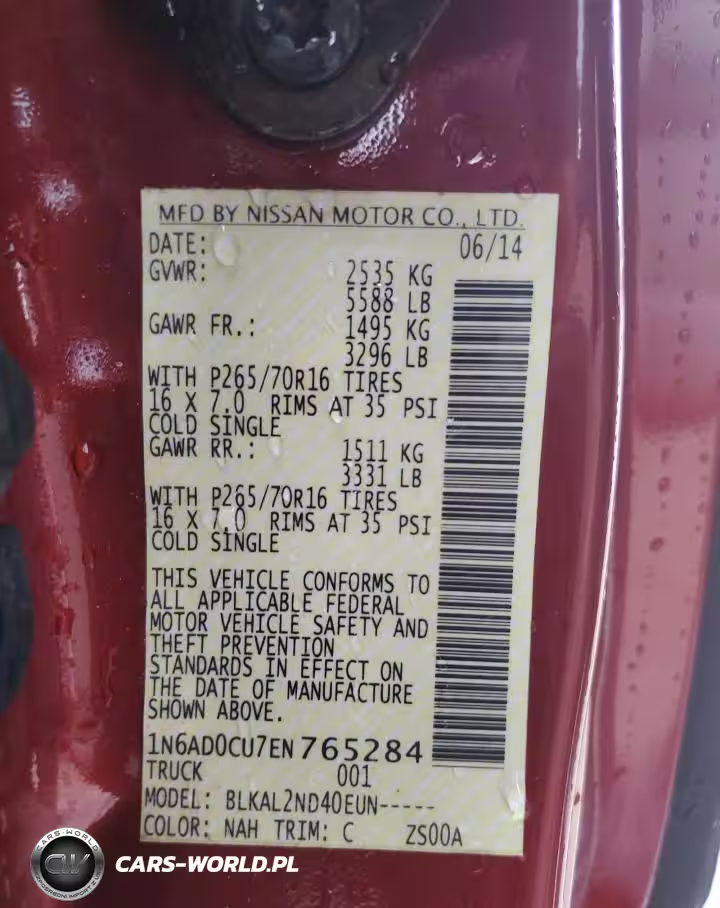 MFD BY NISSAN MOTOR CO., LTD.
DATE: 06/14
GVWR: 2535 KG
5588 LB
GAWR FR.: 1495 KG
3296 LB
WITH P265/70R16 TIRES
16 X 7.0 RIMS AT 35 PSI
COLD SINGLE
GAWR RR.: 1511 KG
3331 LB
WITH P265/70R16 TIRES
16 X 7.0 RIMS AT 35 PSI
COLD SINGLE
THIS VEHICLE CONFORMS TO
ALL APPLICABLE FEDERAL
MOTOR VEHICLE SAFETY AND
THEFT PREVENTION
STANDARDS IN EFFECT ON
THE DATE OF MANUFACTURE
SHOWN ABOVE.
1N6AD0CU7EN765284
TRUCK 001
MODEL: BLKAL2ND40EUN-----
COLOR: NAH TRIM: C ZS00A
CARS-WORLD
CW
CARS-WORLD.PL